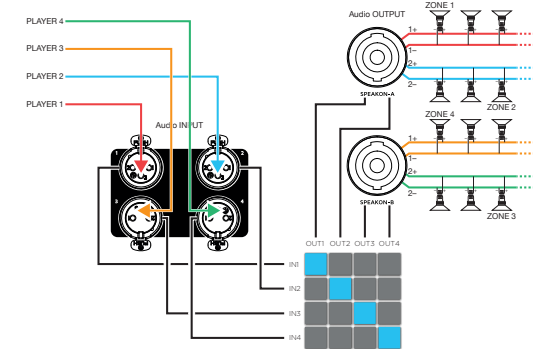 PLAYER 4
PLAYER 3
PLAYER 2
PLAYER 1
Audio INPUT
1
2
3
4
Audio OUTPUT
ZONE 1
1+
1–
2+
2–
SPEAKON-A
ZONE 2
ZONE 4
1+
1–
2+
2–
SPEAKON-B
ZONE 3
OUT1 OUT2 OUT3 OUT4
IN1
IN2
IN3
IN4